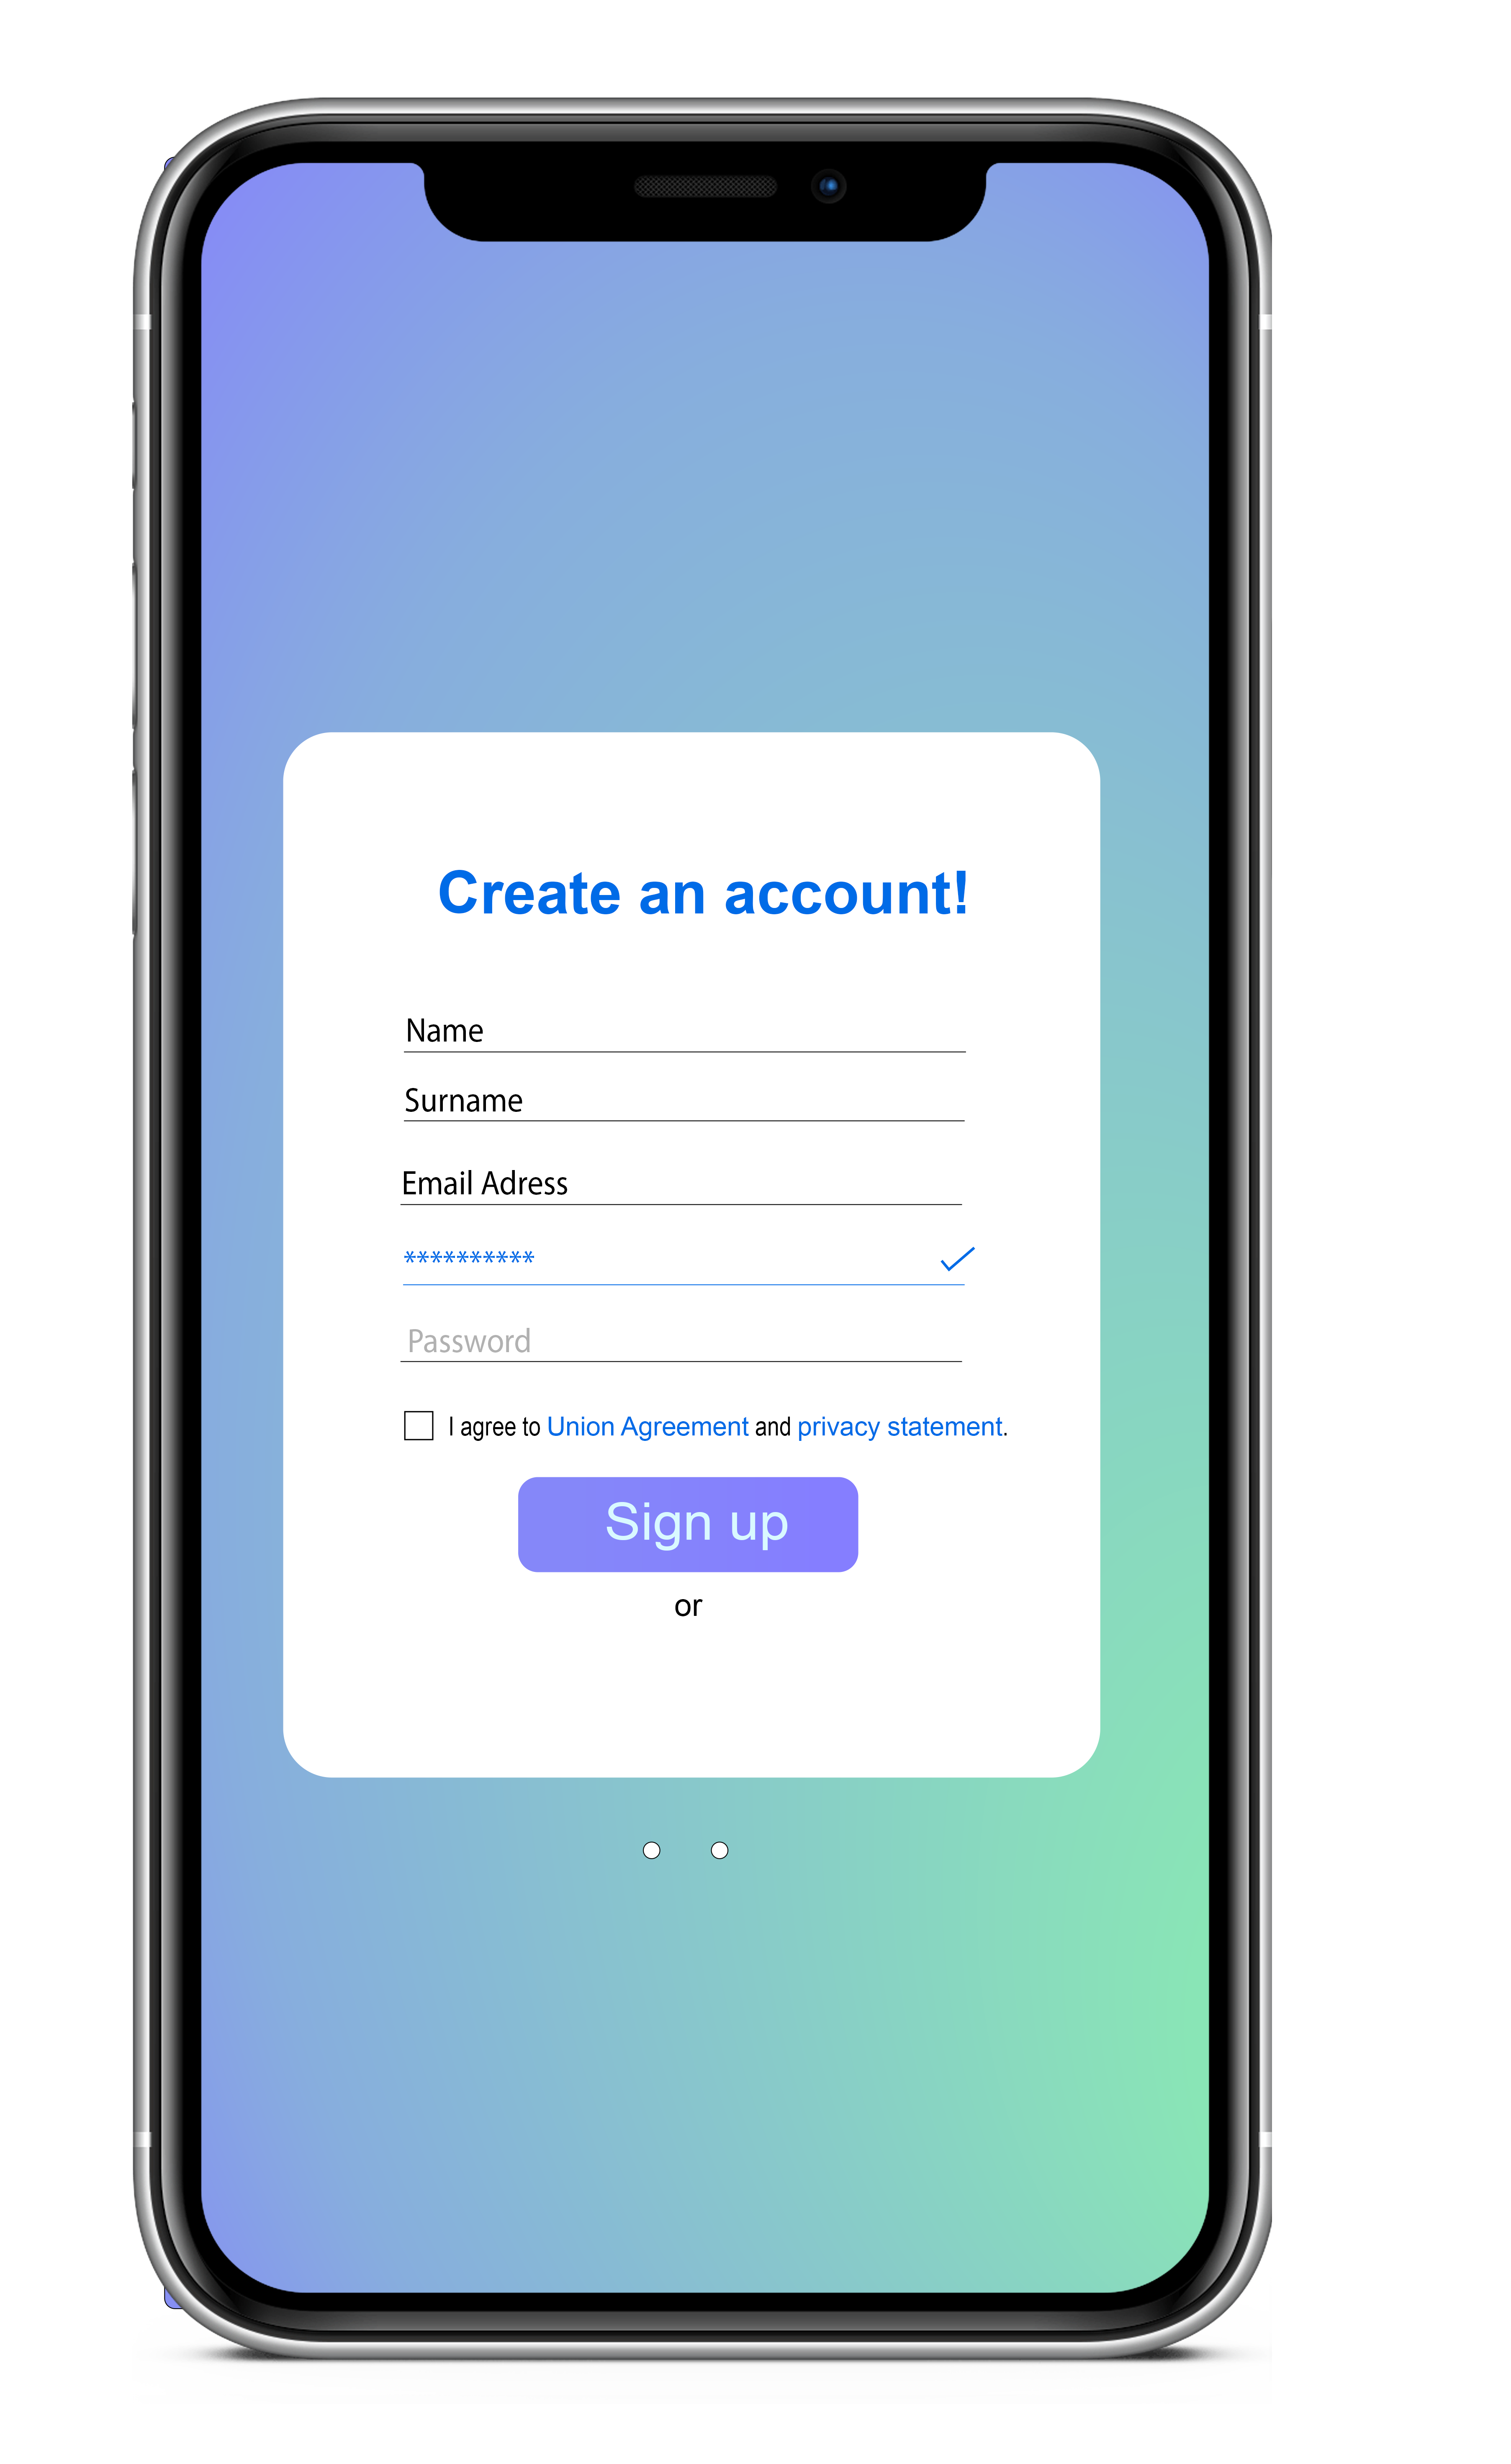 Create an account!
Name
Surname
Email Adress
**********
Password
I agree to Union Agreement and privacy statement.
Sign up
or